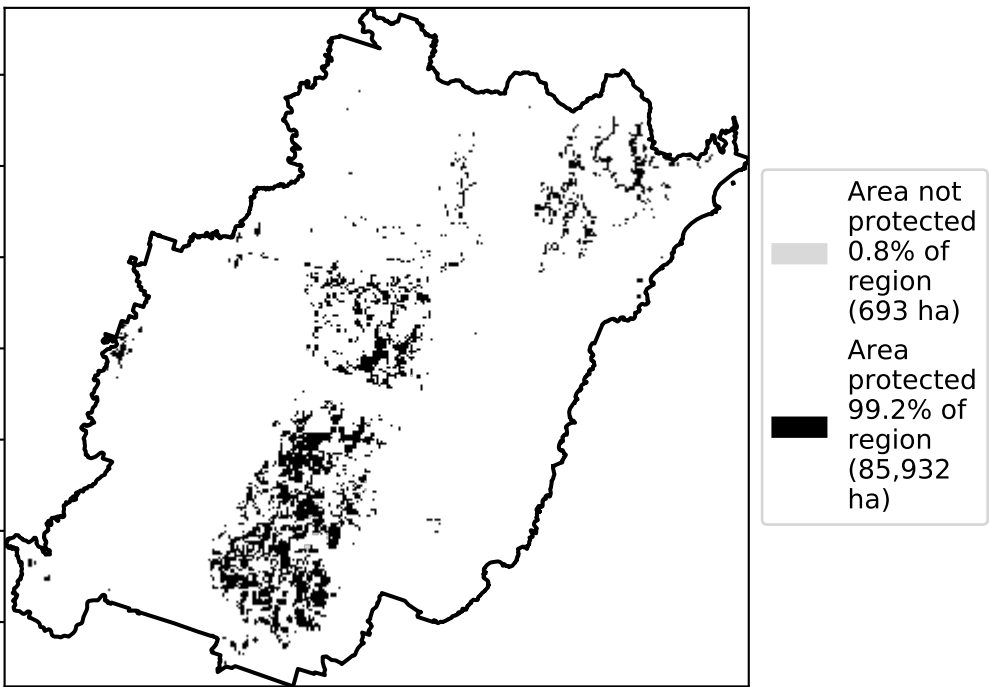 Area not
protected
0.8% of
region
(693 ha)
Area
protected
99.2% of
region
(85,932
ha)